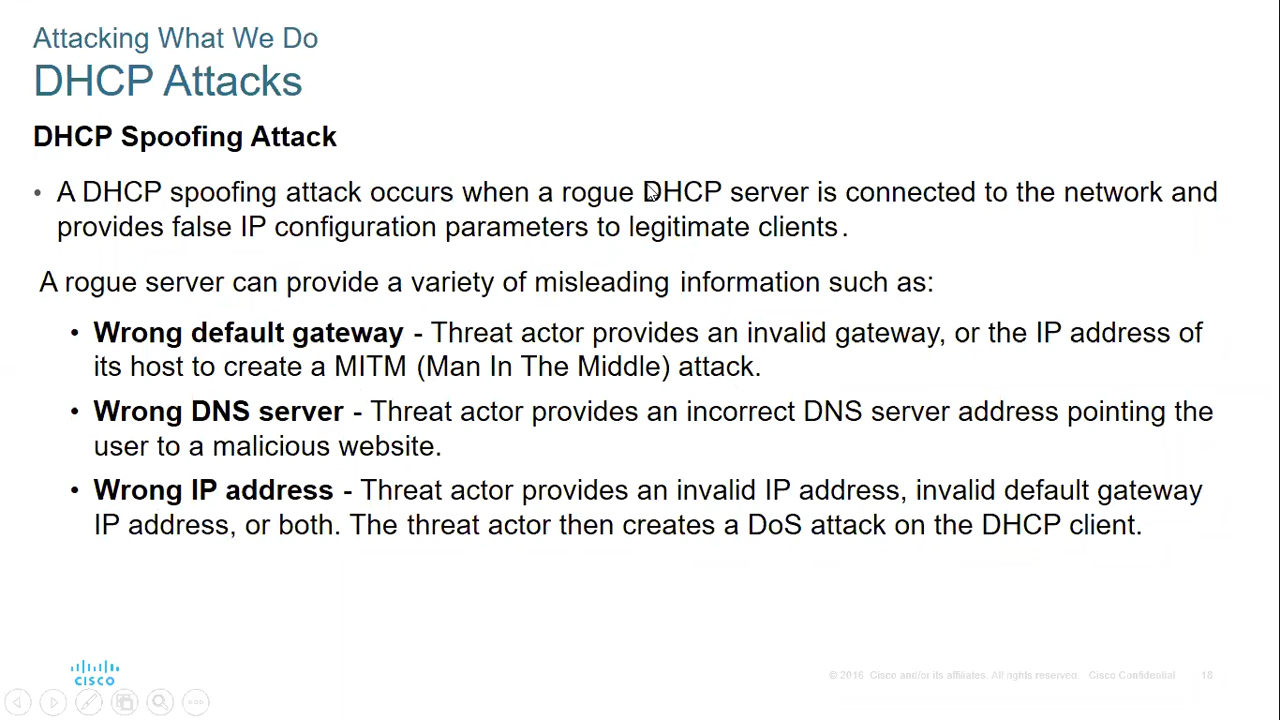 Attacking What We Do
DHCP Attacks
DHCP Spoofing Attack
• A DHCP spoofing attack occurs when a rogue DHCP server is connected to the network and
provides false IP configuration parameters to legitimate clients.
A rogue server can provide a variety of misleading information such as:
• Wrong default gateway - Threat actor provides an invalid gateway, or the IP address of
its host to create a MITM (Man In The Middle) attack.
• Wrong DNS server - Threat actor provides an incorrect DNS server address pointing the
user to a malicious website.
• Wrong IP address - Threat actor provides an invalid IP address, invalid default gateway
IP address, or both. The threat actor then creates a DoS attack on the DHCP client.
CISCO
© 2016 Cisco and/or its affiliates. All rights reserved. Cisco Confidential 16